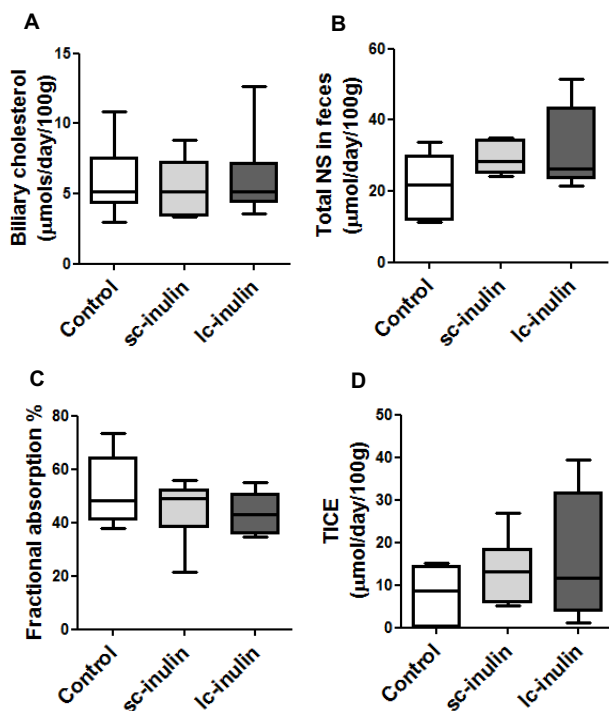 A
Biliary cholesterol
(μmols/day/100g)
15
10
5
0
Control
sc-inulin
lc-inulin
B
Total NS in feces
(μmol/day/100g)
60
40
20
0
Control
sc-inulin
lc-inulin
C
Fractional absorption %
80
60
40
20
0
Control
sc-inulin
lc-inulin
D
TICE
(μmol/day/100g)
50
40
30
20
10
0
Control
sc-inulin
lc-inulin